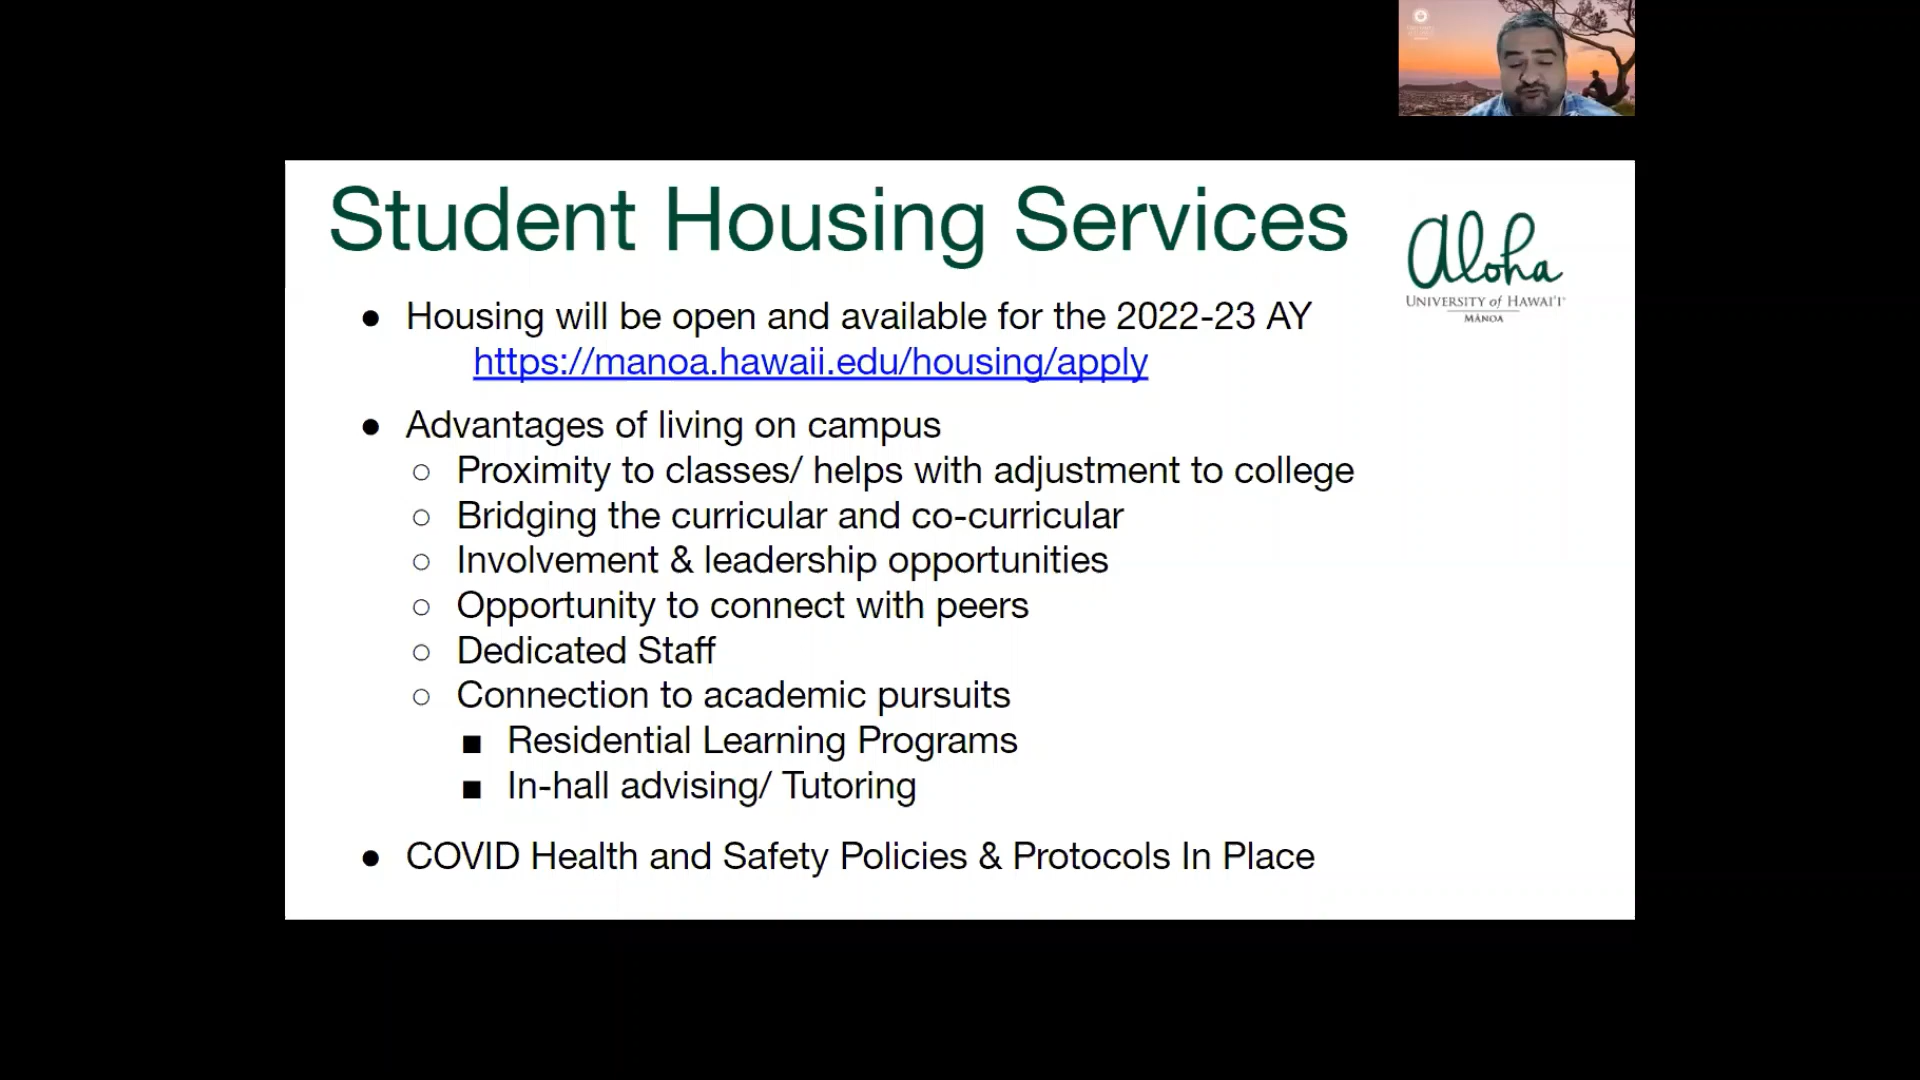 Student Housing Services
Aloha
UNIVERSITY of HAWAI‘I®
MĀNOA
● Housing will be open and available for the 2022-23 AY
https://manoa.hawaii.edu/housing/apply
● Advantages of living on campus
○ Proximity to classes/ helps with adjustment to college
○ Bridging the curricular and co-curricular
○ Involvement & leadership opportunities
○ Opportunity to connect with peers
○ Dedicated Staff
○ Connection to academic pursuits
■ Residential Learning Programs
■ In-hall advising/ Tutoring
● COVID Health and Safety Policies & Protocols In Place